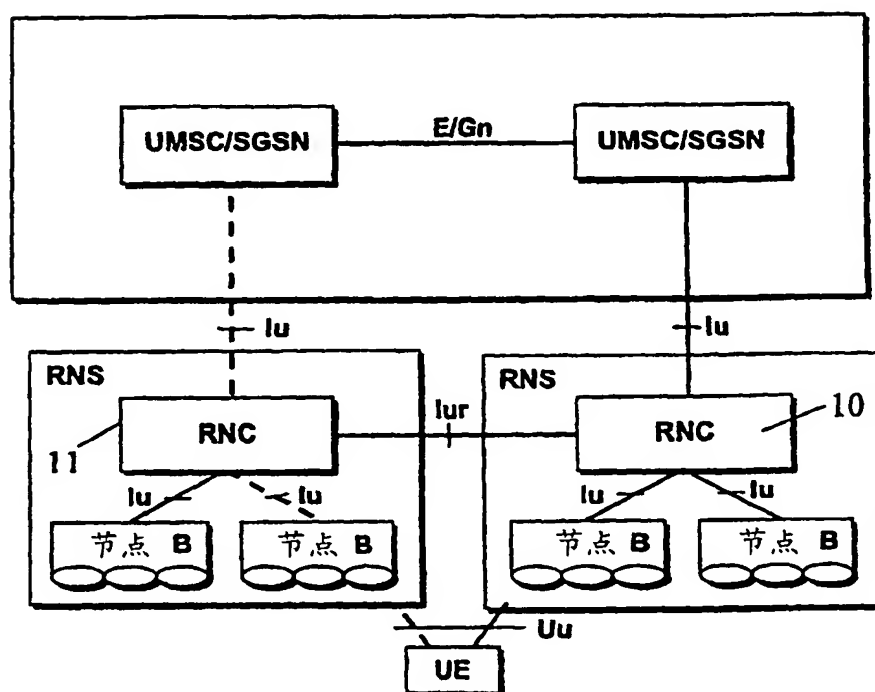 UMSC/SGSN
E/Gn
UMSC/SGSN
Iu
Iu
RNS
RNS
RNC
Iur
RNC
10
11
Iu
Iu
Iu
Iu
节点 B
节点 B
节点 B
节点 B
Uu
UE